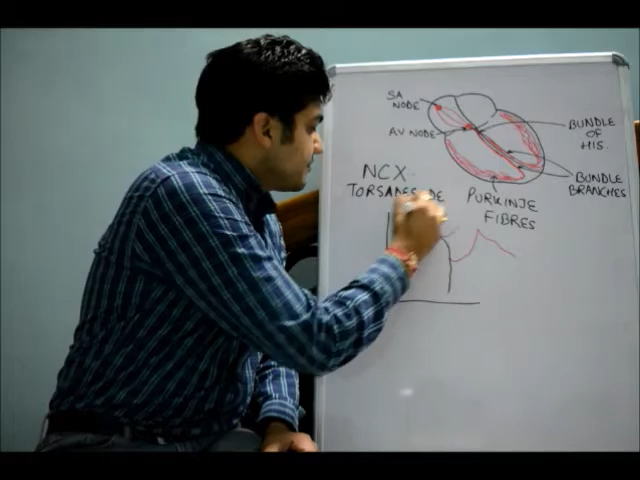 SA
NODE
AV NODE
BUNDLE
OF
HIS.
BUNDLE
BRANCHES
PURKINJE
FIBRES
NCX
TORSADES DE